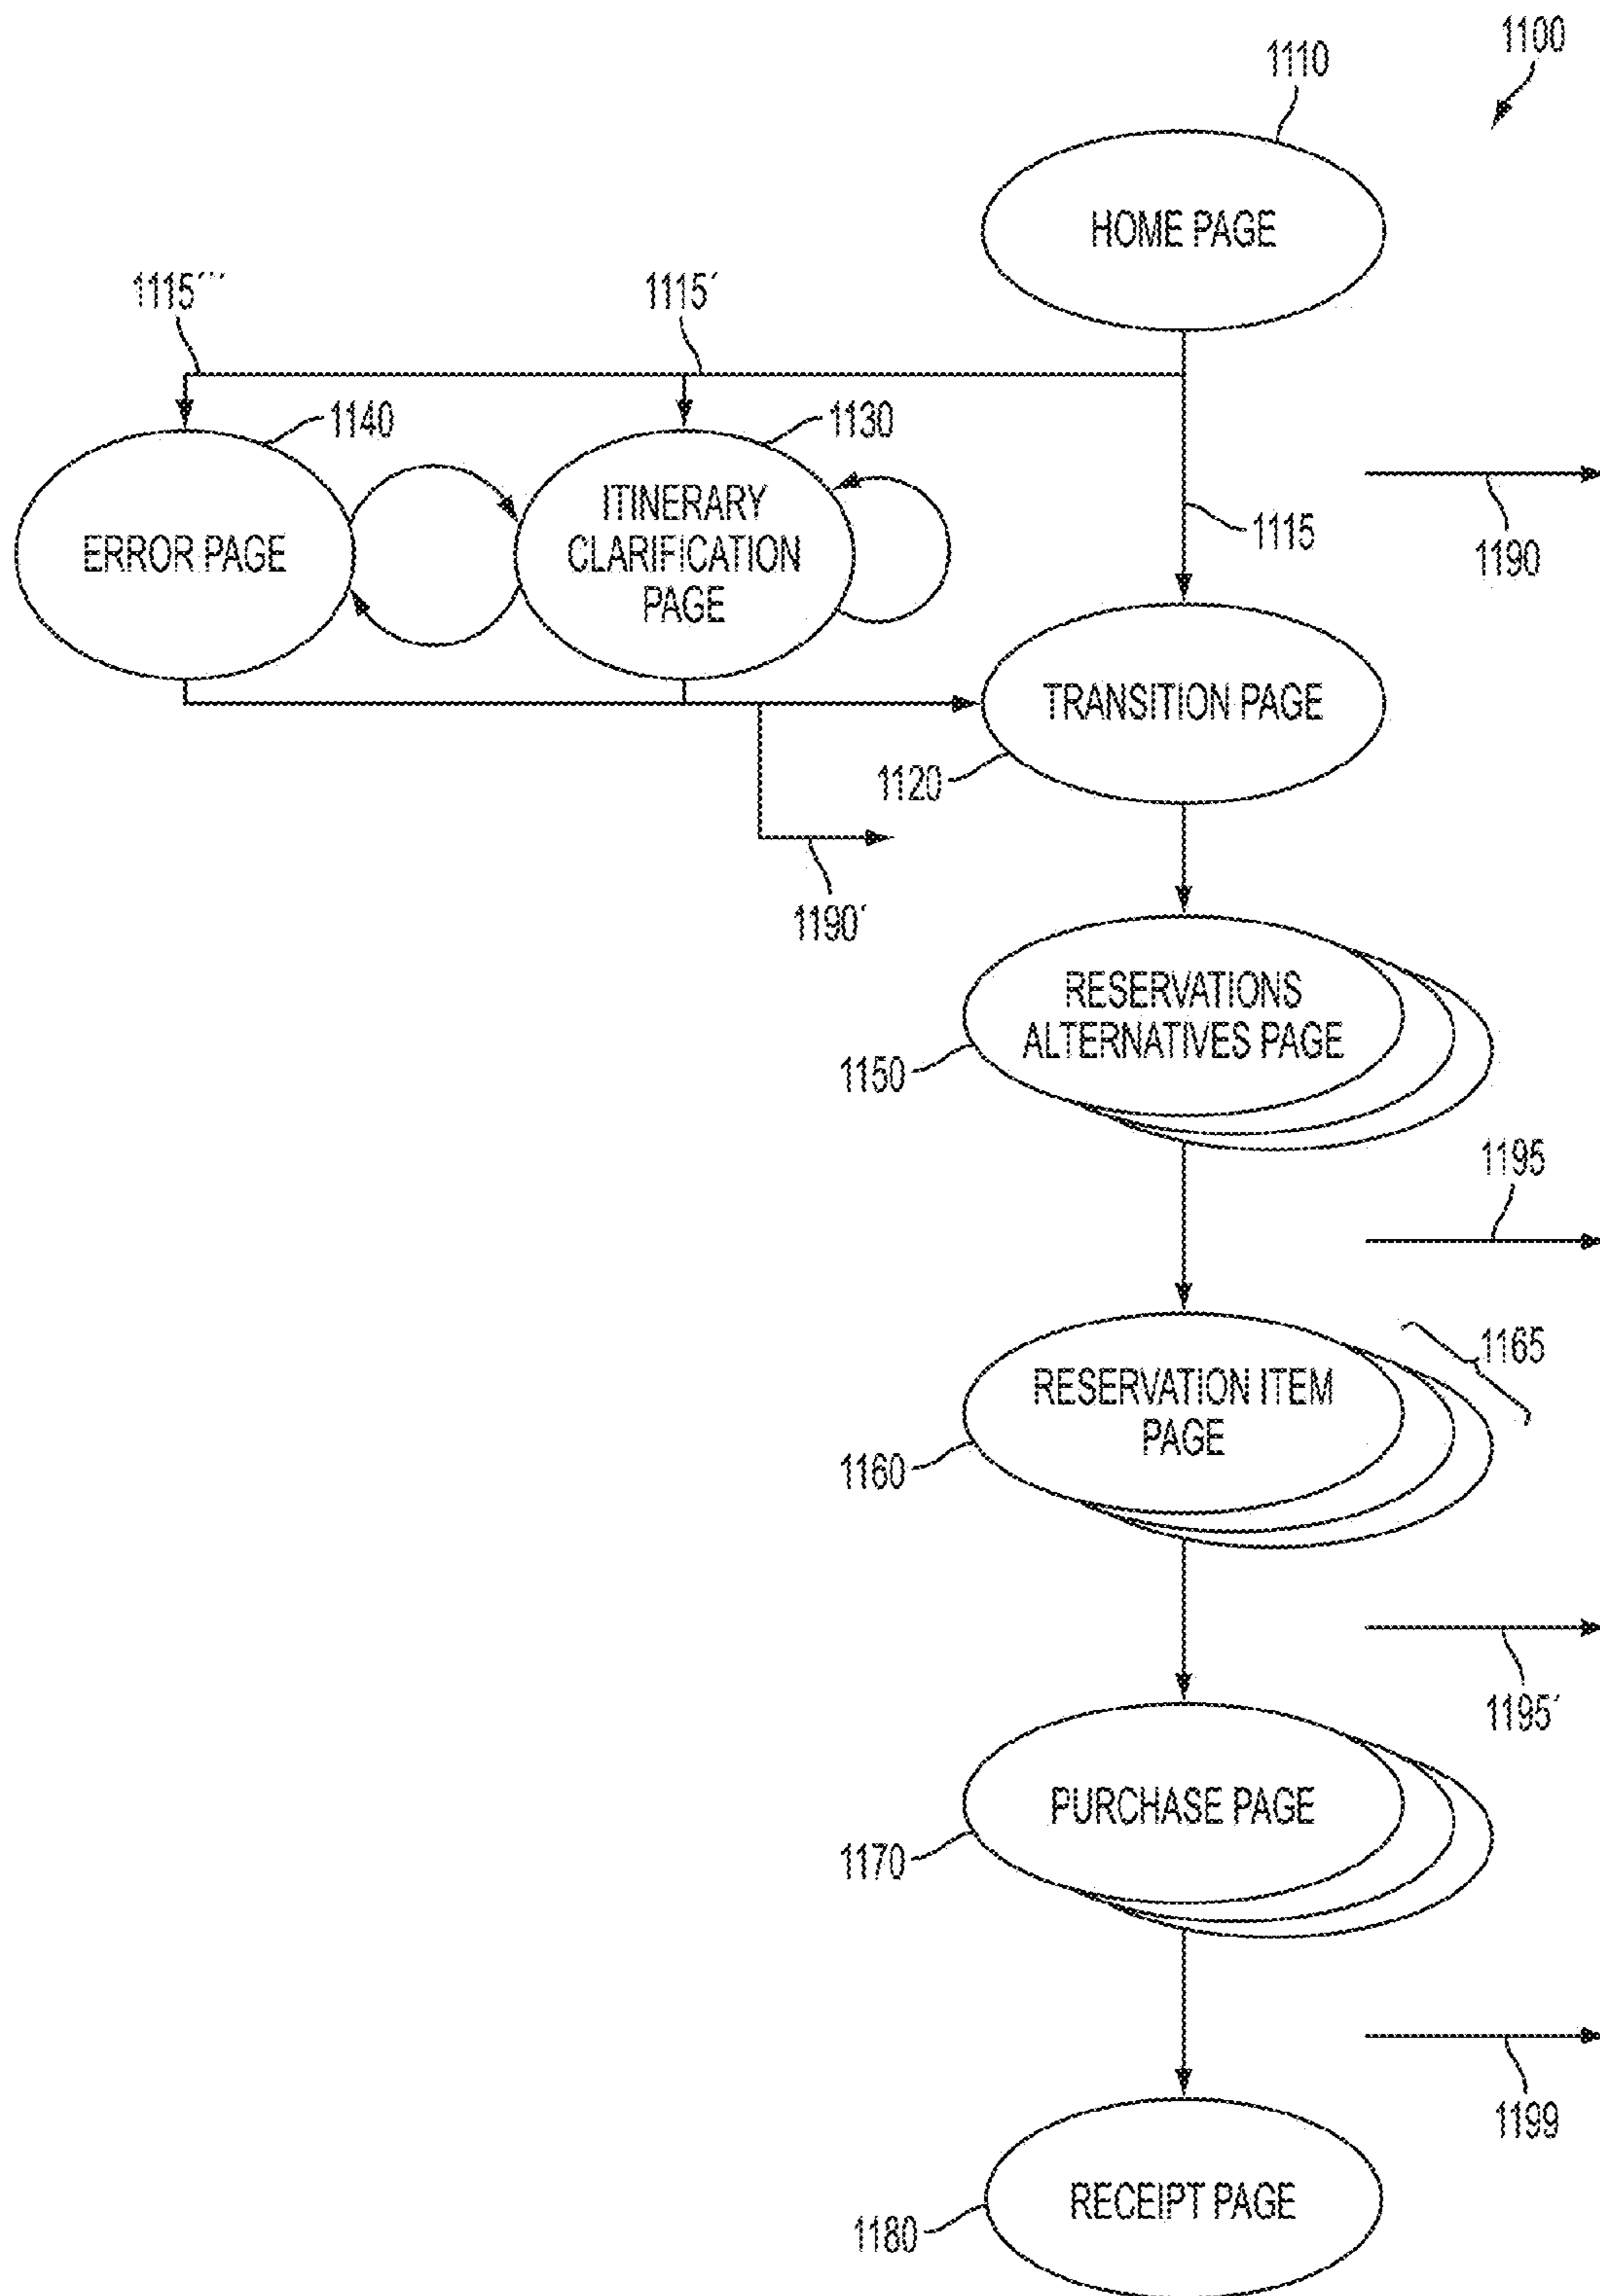 1100
1110
HOME PAGE
1115´´´
1115´
1140
1130
ERROR PAGE
ITINERARY
CLARIFICATION
PAGE
1115
1190
TRANSITION PAGE
1120
1190´
RESERVATIONS
ALTERNATIVES PAGE
1150
1195
1165
RESERVATION ITEM
PAGE
1160
1195´
PURCHASE PAGE
1170
1199
RECEIPT PAGE
1180